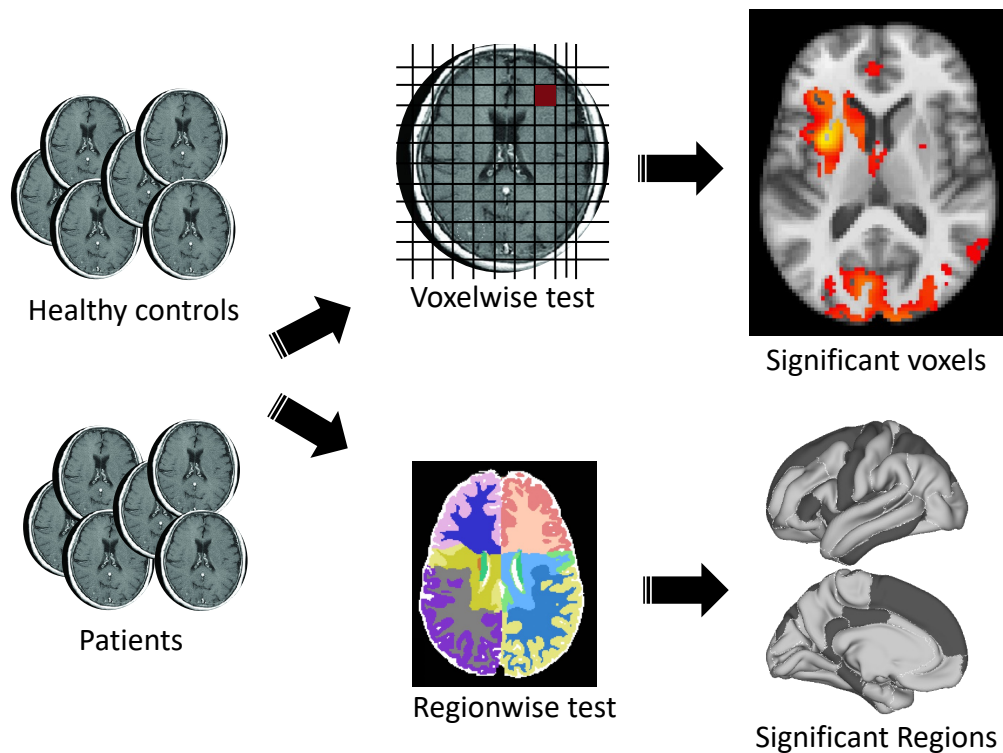 Healthy controls
Voxelwise test
Significant voxels
Patients
Regionwise test
Significant Regions